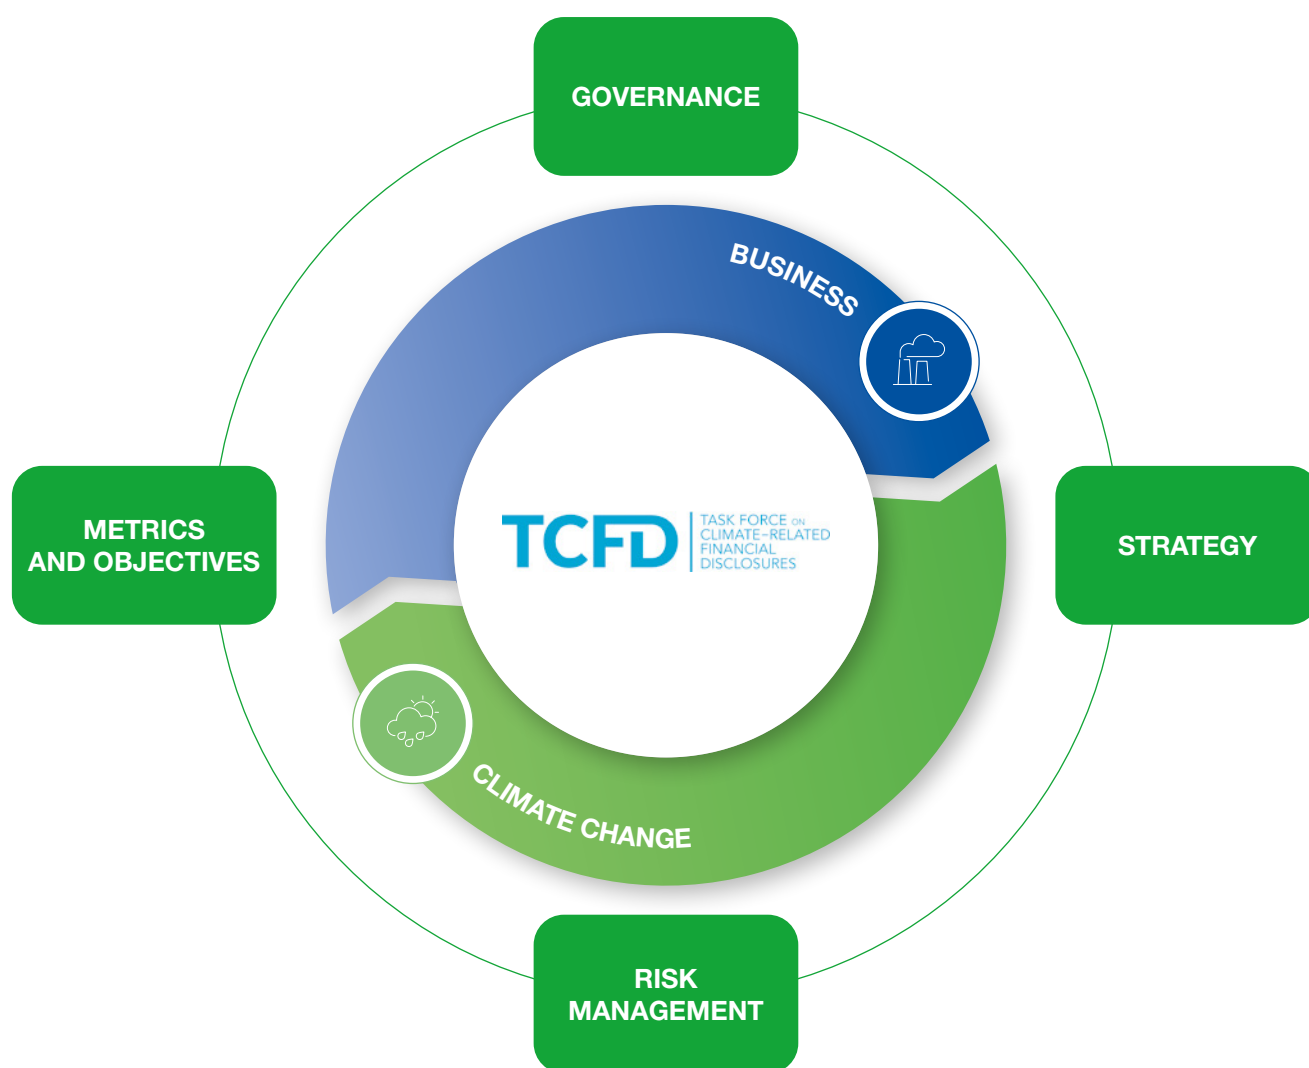 GOVERNANCE
BUSINESS
METRICS
AND OBJECTIVES
TCFD
TASK FORCE ON
CLIMATE-RELATED
FINANCIAL
DISCLOSURES
STRATEGY
CLIMATE CHANGE
RISK
MANAGEMENT